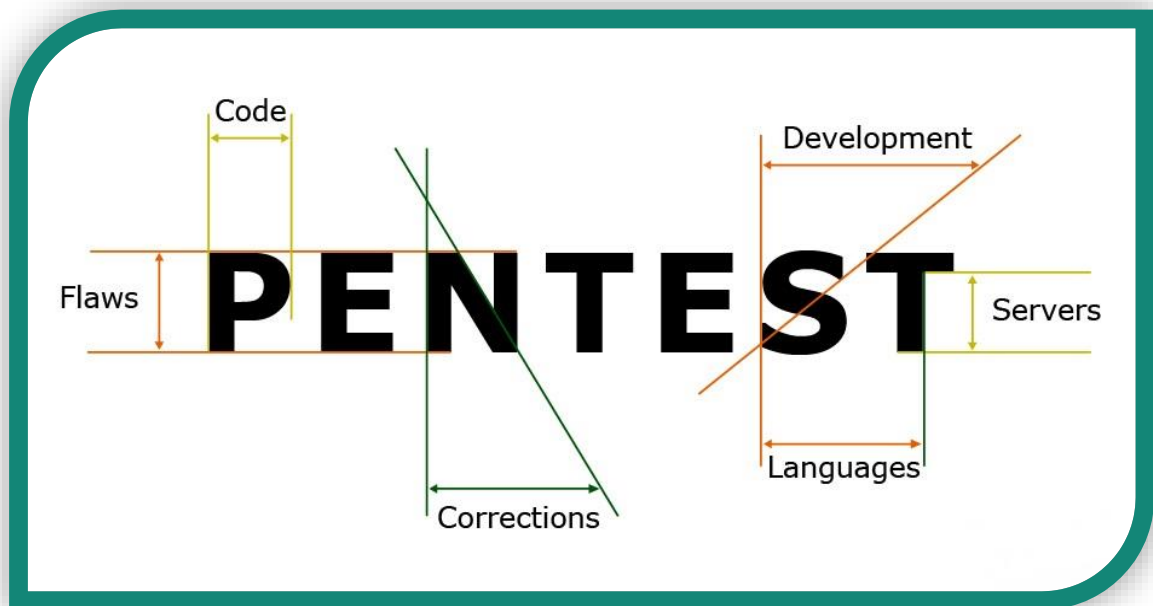 Code
Development
PENTEST
Flaws
Servers
Languages
Corrections